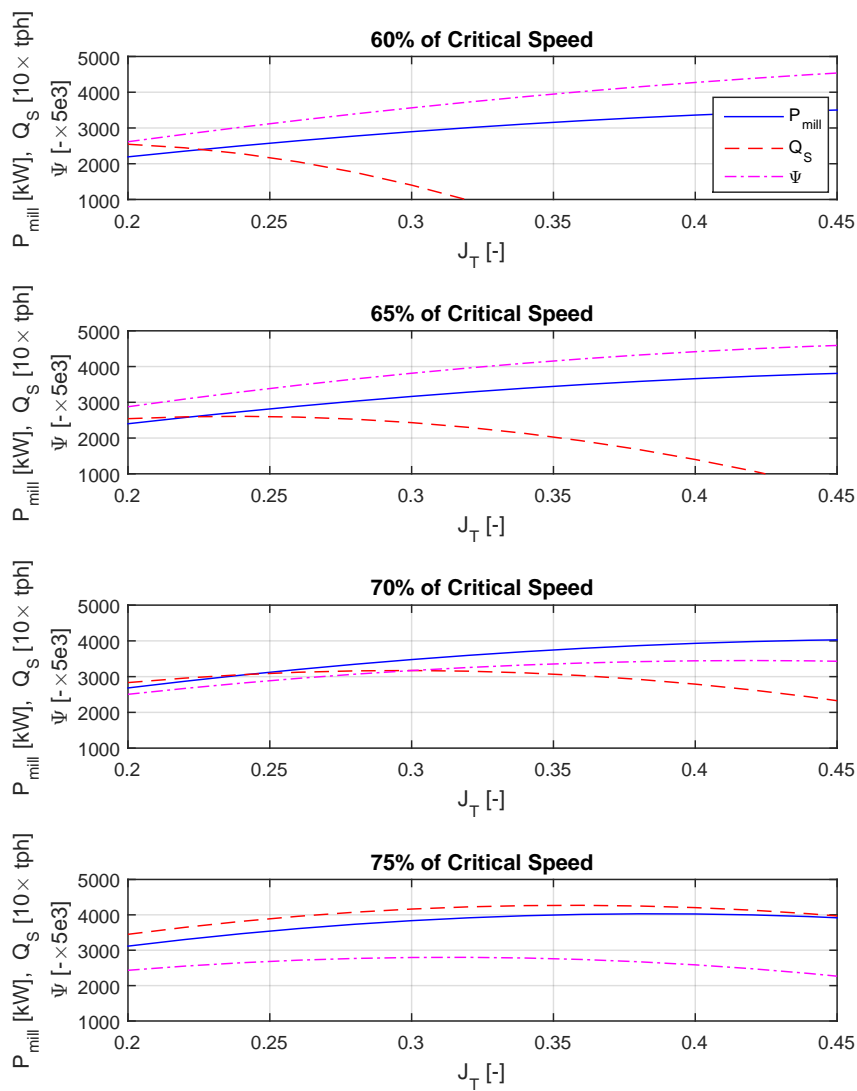 60% of Critical Speed
P_mill [kW], Q_S [10× tph]
Ψ [-×5e3]
5000
4000
3000
2000
1000
P_mill
Q_S
Ψ
0.2 0.25 0.3 0.35 0.4 0.45
J_T [-]
65% of Critical Speed
P_mill [kW], Q_S [10× tph]
Ψ [-×5e3]
5000
4000
3000
2000
1000
0.2 0.25 0.3 0.35 0.4 0.45
J_T [-]
70% of Critical Speed
P_mill [kW], Q_S [10× tph]
Ψ [-×5e3]
5000
4000
3000
2000
1000
0.2 0.25 0.3 0.35 0.4 0.45
J_T [-]
75% of Critical Speed
P_mill [kW], Q_S [10× tph]
Ψ [-×5e3]
5000
4000
3000
2000
1000
0.2 0.25 0.3 0.35 0.4 0.45
J_T [-]